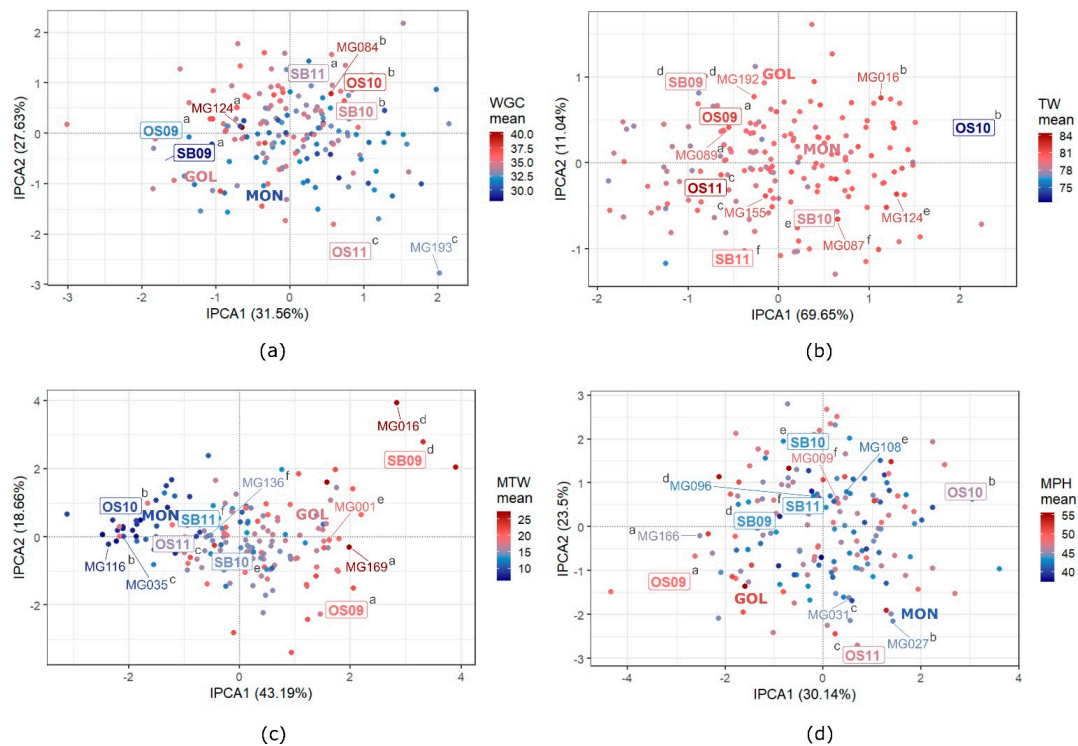 2
1
0
-1
-2
-3
-3
-2
-1
0
1
2
IPCA2 (27.63%)
IPCA1 (31.56%)
b
MG084
a
SB11
b
OS10
b
SB10
MG124
a
a
OS09
a
SB09
GOL
MON
c
OS11
c
MG193
WGC
mean
40.0
37.5
35.0
32.5
30.0
(a)
1
0
-1
-2
-1
0
1
2
IPCA2 (11.04%)
IPCA1 (69.65%)
d
SB09
d
MG192
GOL
b
MG016
b
OS10
OS09
MG089
a
MON
OS11
c
c
MG155
SB10
MG124
e
e
MG087
f
SB11
f
TW
mean
84
81
78
75
(b)
4
2
0
-2
-2
0
2
4
IPCA2 (18.66%)
IPCA1 (43.19%)
MG016
d
d
SB09
OS10
b
MON
MG136
f
SB11
f
GOL
MG001
e
OS11
c
SB10
e
MG116
b
MG035
c
MG169
a
a
OS09
MTW
mean
25
20
15
10
(c)
3
2
1
0
-1
-2
-3
-4
-2
0
2
4
IPCA2 (23.5%)
IPCA1 (30.14%)
e
SB10
MG108
e
MG009
f
d
MG096
f
SB11
b
OS10
d
SB09
MG166
a
a
OS09
GOL
MG031
c
MON
MG027
b
c
OS11
MPH
mean
55
50
45
40
(d)